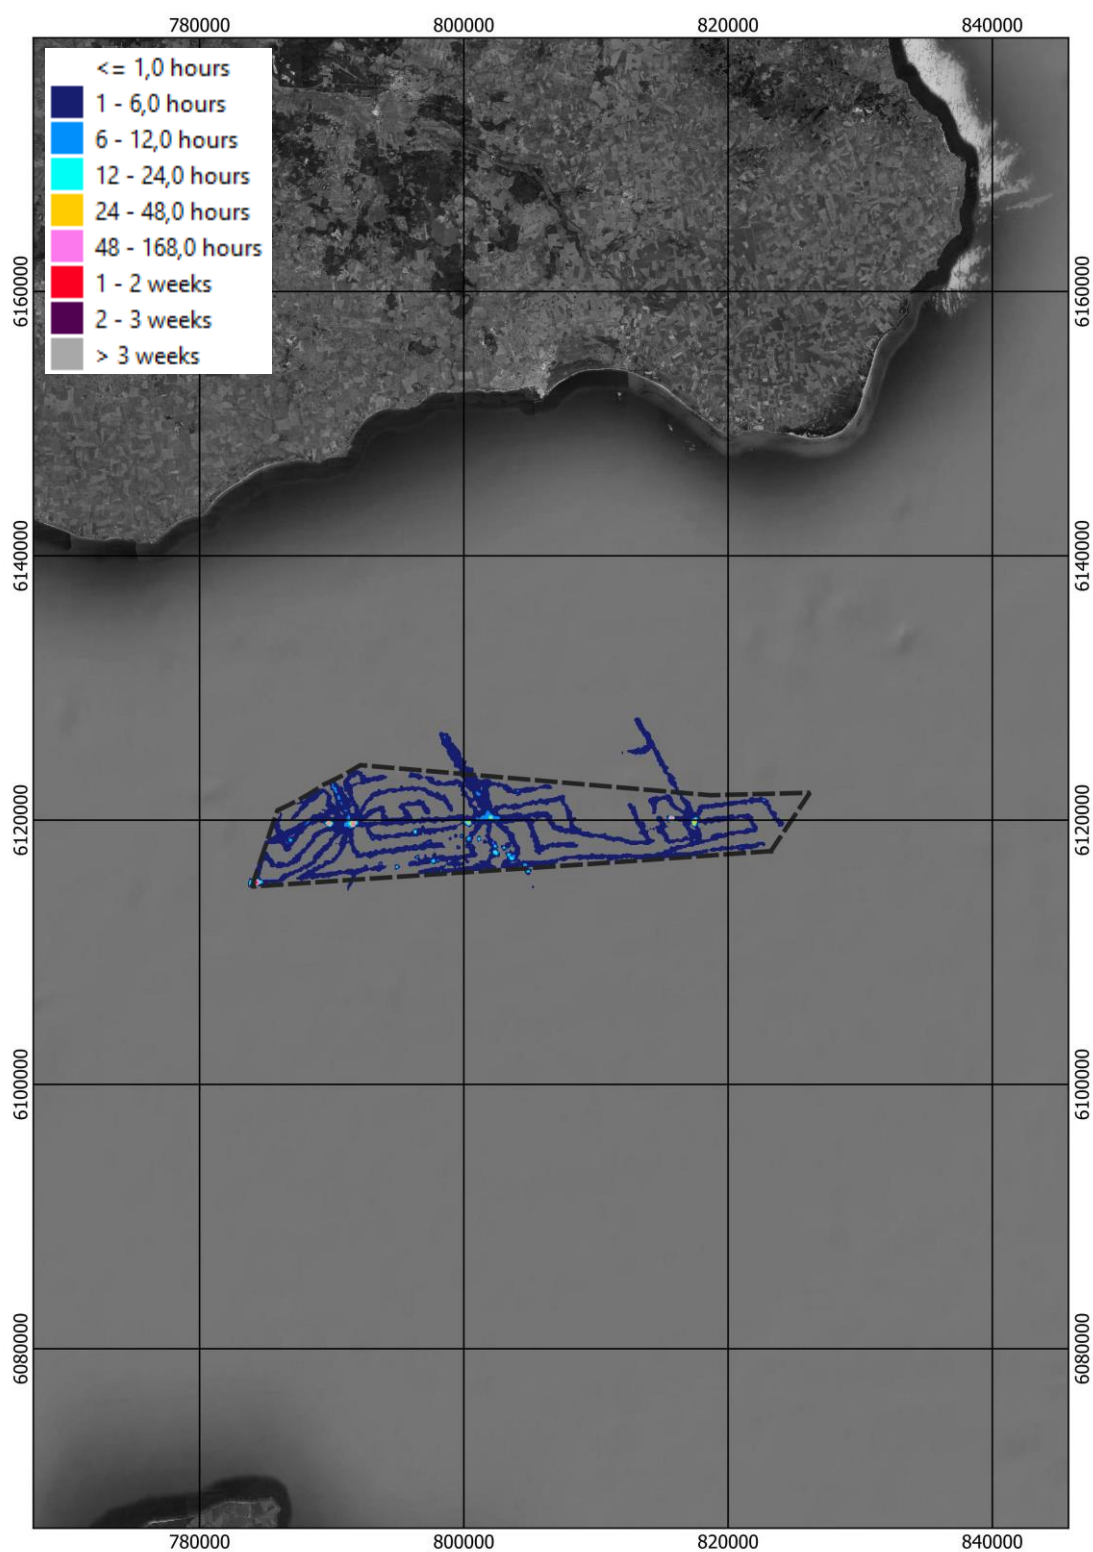 780000 800000 820000 840000
<= 1,0 hours
1 - 6,0 hours
6 - 12,0 hours
12 - 24,0 hours
24 - 48,0 hours
48 - 168,0 hours
1 - 2 weeks
2 - 3 weeks
> 3 weeks
6160000 6160000
6140000 6140000
6120000 6120000
6100000 6100000
6080000 6080000
780000 800000 820000 840000